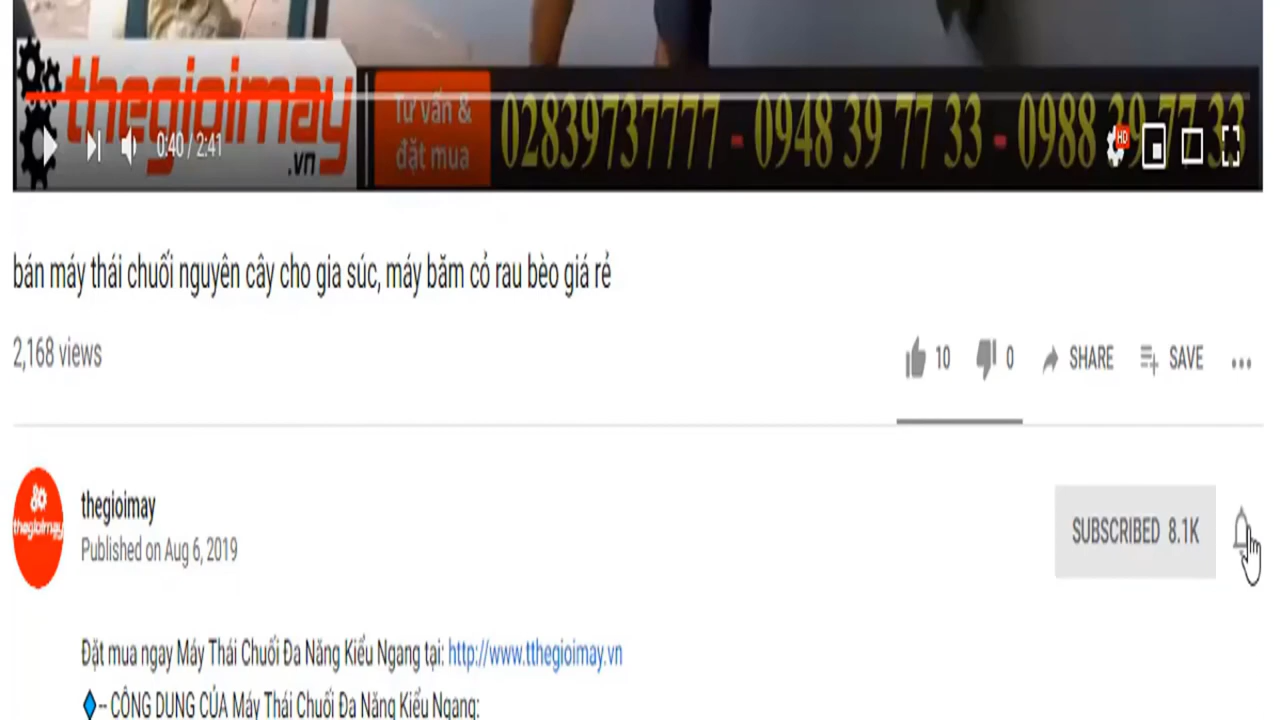 thegioimay
.vn
Tư vấn &
đặt mua
02839737777 - 0948 39 77 33 - 0988 39 77 33
HD
0:40 / 2:41
bán máy thái chuối nguyên cây cho gia súc, máy băm cỏ rau bèo giá rẻ
2,168 views
10 0 SHARE SAVE ...
thegioimay
thegioimay
Published on Aug 6, 2019
SUBSCRIBED 8.1K
Đặt mua ngay Máy Thái Chuối Đa Năng Kiểu Ngang tại: http://www.tthegioimay.vn
-- CÔNG DỤNG CỦA Máy Thái Chuối Đa Năng Kiểu Ngang: